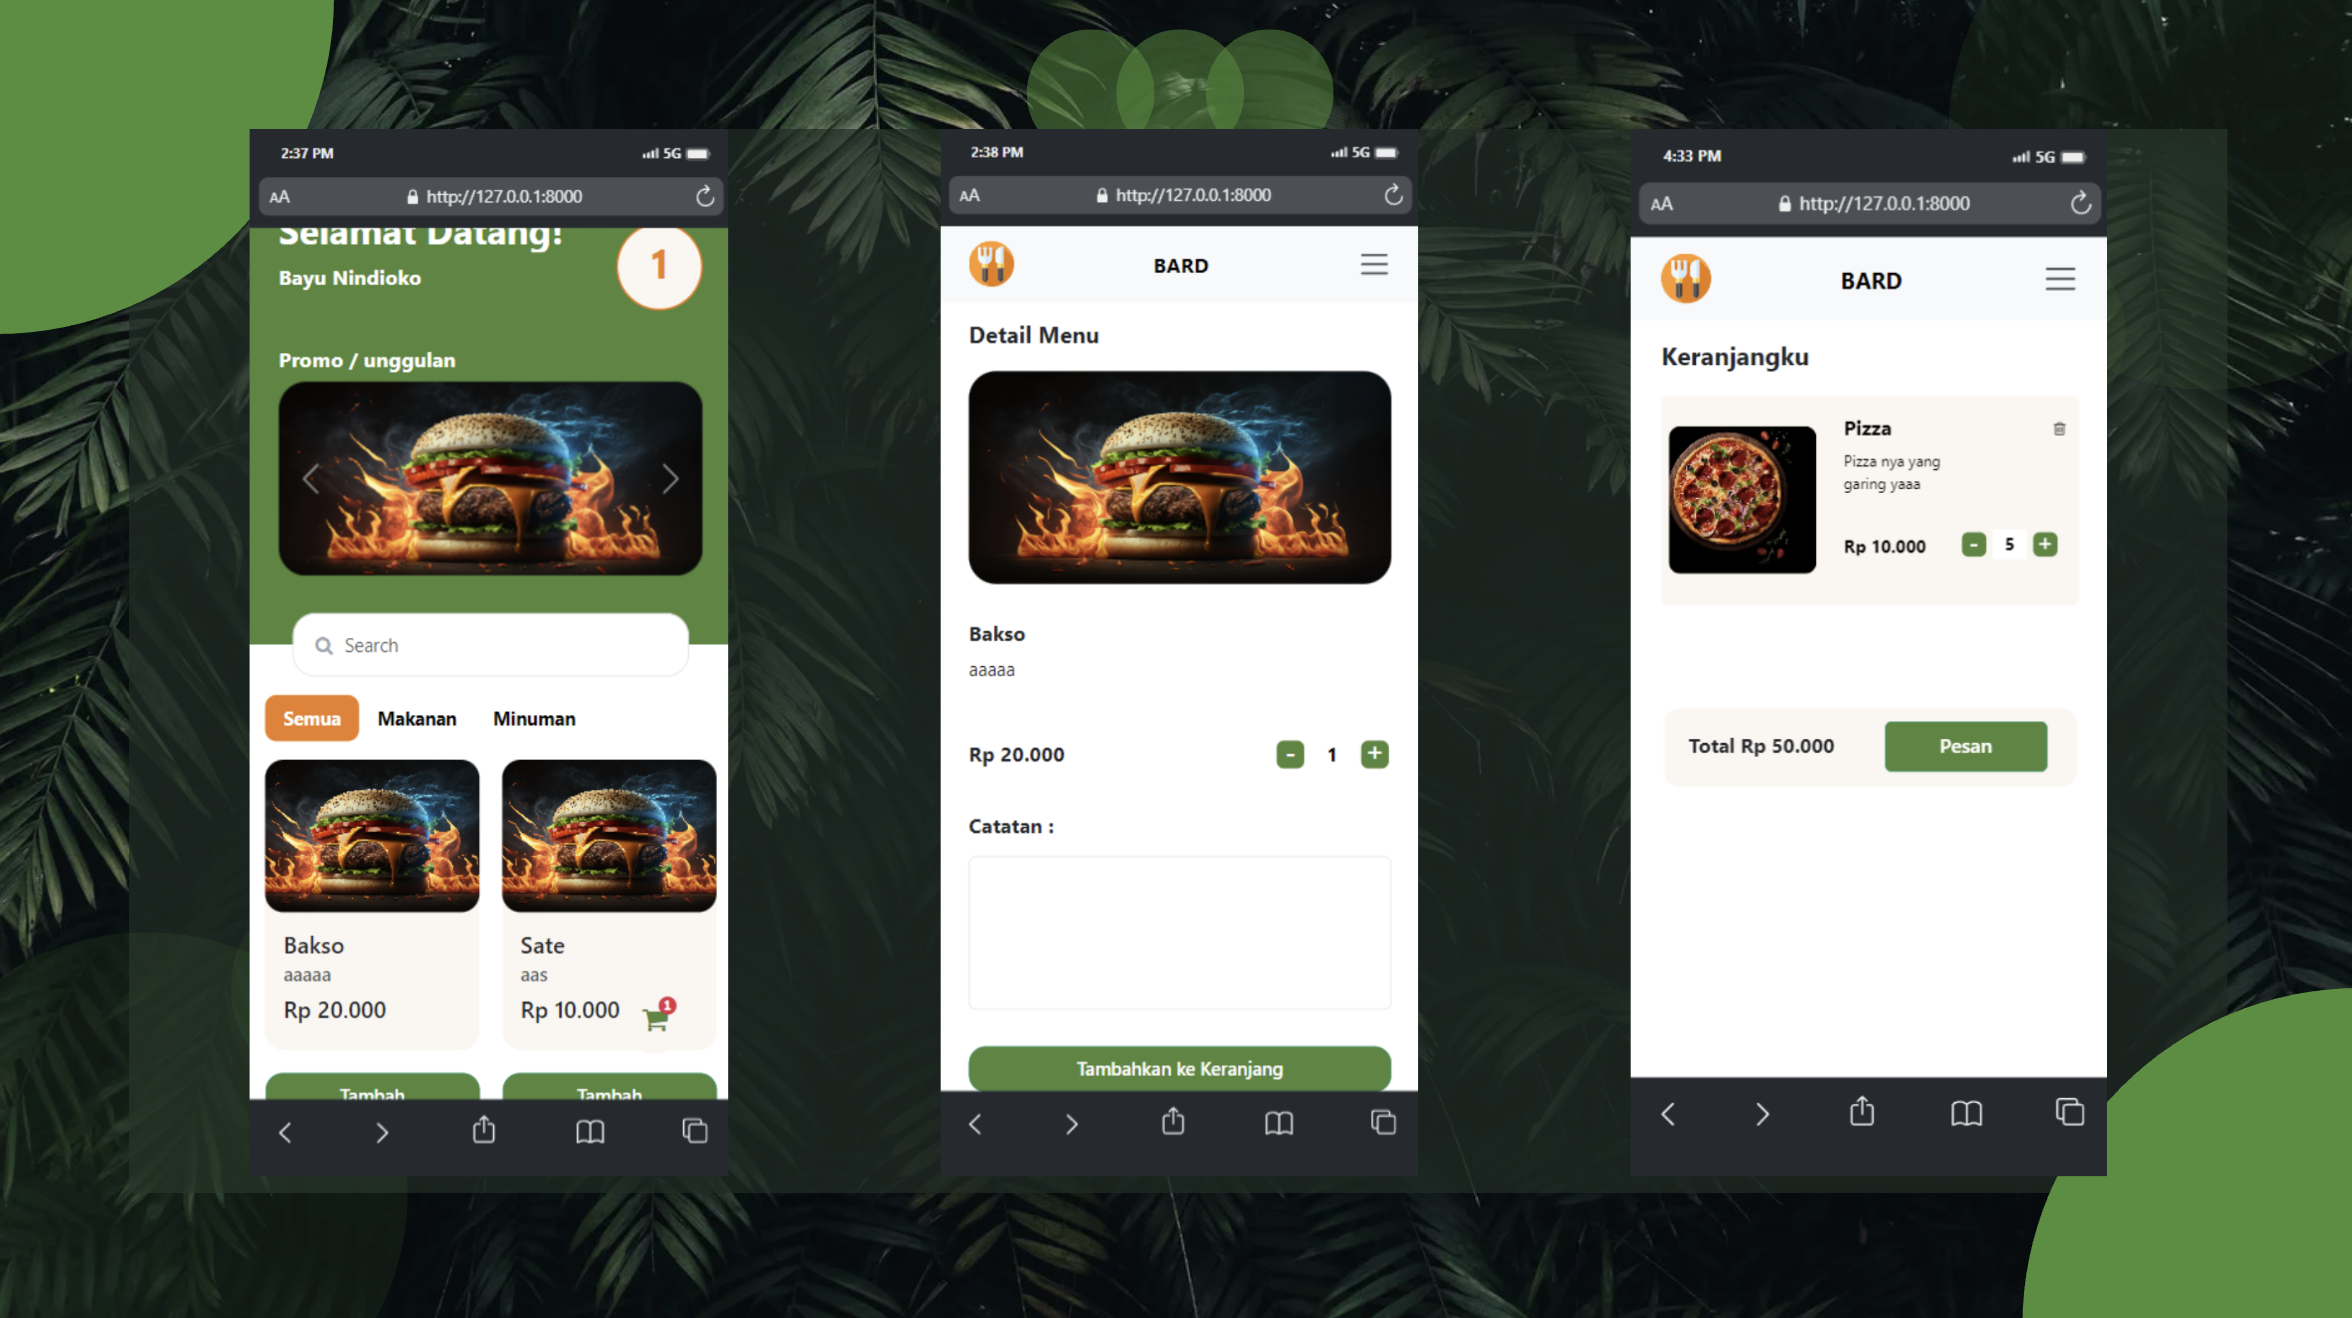 2:37 PM
5G
AA
http://127.0.0.1:8000
Selamat Datang!
Bayu Nindioko
1
Promo / unggulan
Search
Semua
Makanan
Minuman
Bakso
aaaaa
Rp 20.000
Sate
aas
Rp 10.000
1
Tambah
Tambah
2:38 PM
5G
AA
http://127.0.0.1:8000
BARD
Detail Menu
Bakso
aaaaa
Rp 20.000
-
1
+
Catatan :
Tambahkan ke Keranjang
4:33 PM
5G
AA
http://127.0.0.1:8000
BARD
Keranjangku
Pizza
Pizza nya yang
garing yaaa
Rp 10.000
-
5
+
Total Rp 50.000
Pesan